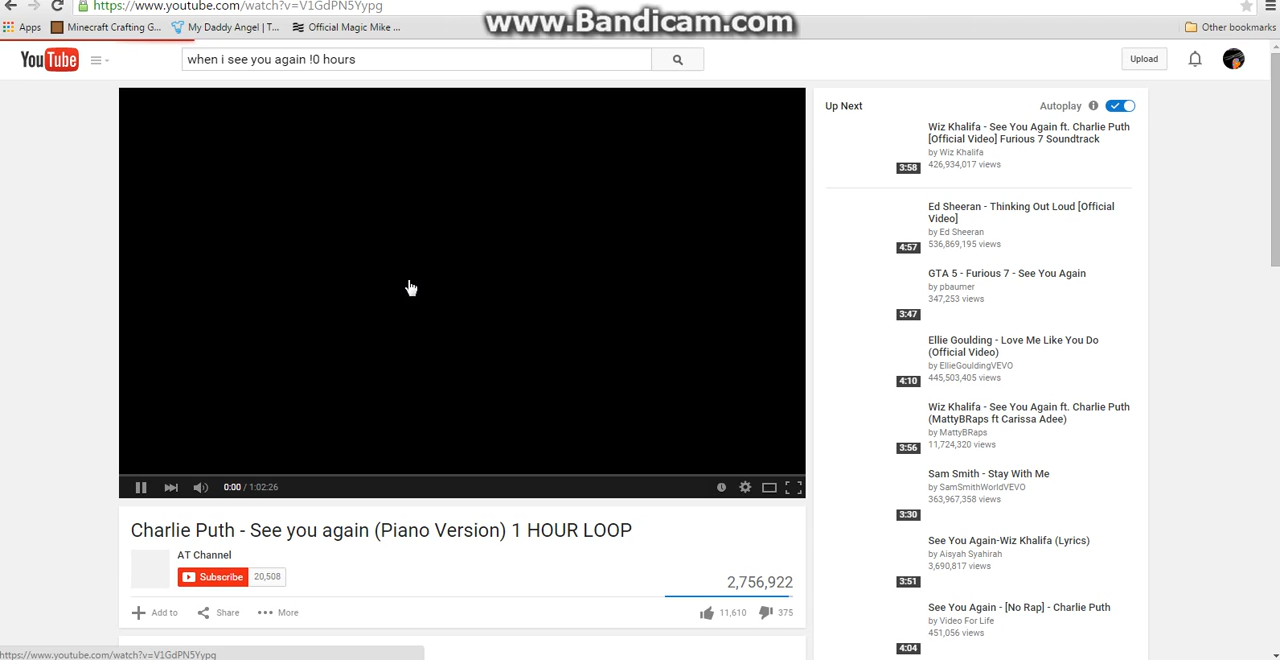 https://www.youtube.com/watch?v=V1GdPN5Yypg
www.Bandicam.com
Apps
Minecraft Crafting G...
My Daddy Angel | T...
Official Magic Mike ...
Other bookmarks
YouTube
when i see you again !0 hours
Upload
Up Next
Autoplay
Wiz Khalifa - See You Again ft. Charlie Puth
[Official Video] Furious 7 Soundtrack
by Wiz Khalifa
426,934,017 views
3:58
Ed Sheeran - Thinking Out Loud [Official
Video]
by Ed Sheeran
536,869,195 views
4:57
GTA 5 - Furious 7 - See You Again
by pbaumer
347,253 views
3:47
Ellie Goulding - Love Me Like You Do
(Official Video)
by EllieGouldingVEVO
445,503,405 views
4:10
Wiz Khalifa - See You Again ft. Charlie Puth
(MattyBRaps ft Carissa Adee)
by MattyBRaps
11,724,320 views
3:56
Sam Smith - Stay With Me
by SamSmithWorldVEVO
363,967,358 views
3:30
See You Again-Wiz Khalifa (Lyrics)
by Aisyah Syahirah
3,690,817 views
3:51
See You Again - [No Rap] - Charlie Puth
by Video For Life
451,056 views
4:04
0:00 / 1:02:26
Charlie Puth - See you again (Piano Version) 1 HOUR LOOP
AT Channel
Subscribe 20,508
2,756,922
Add to
Share
More
11,610
375
https://www.youtube.com/watch?v=V1GdPN5Yypg